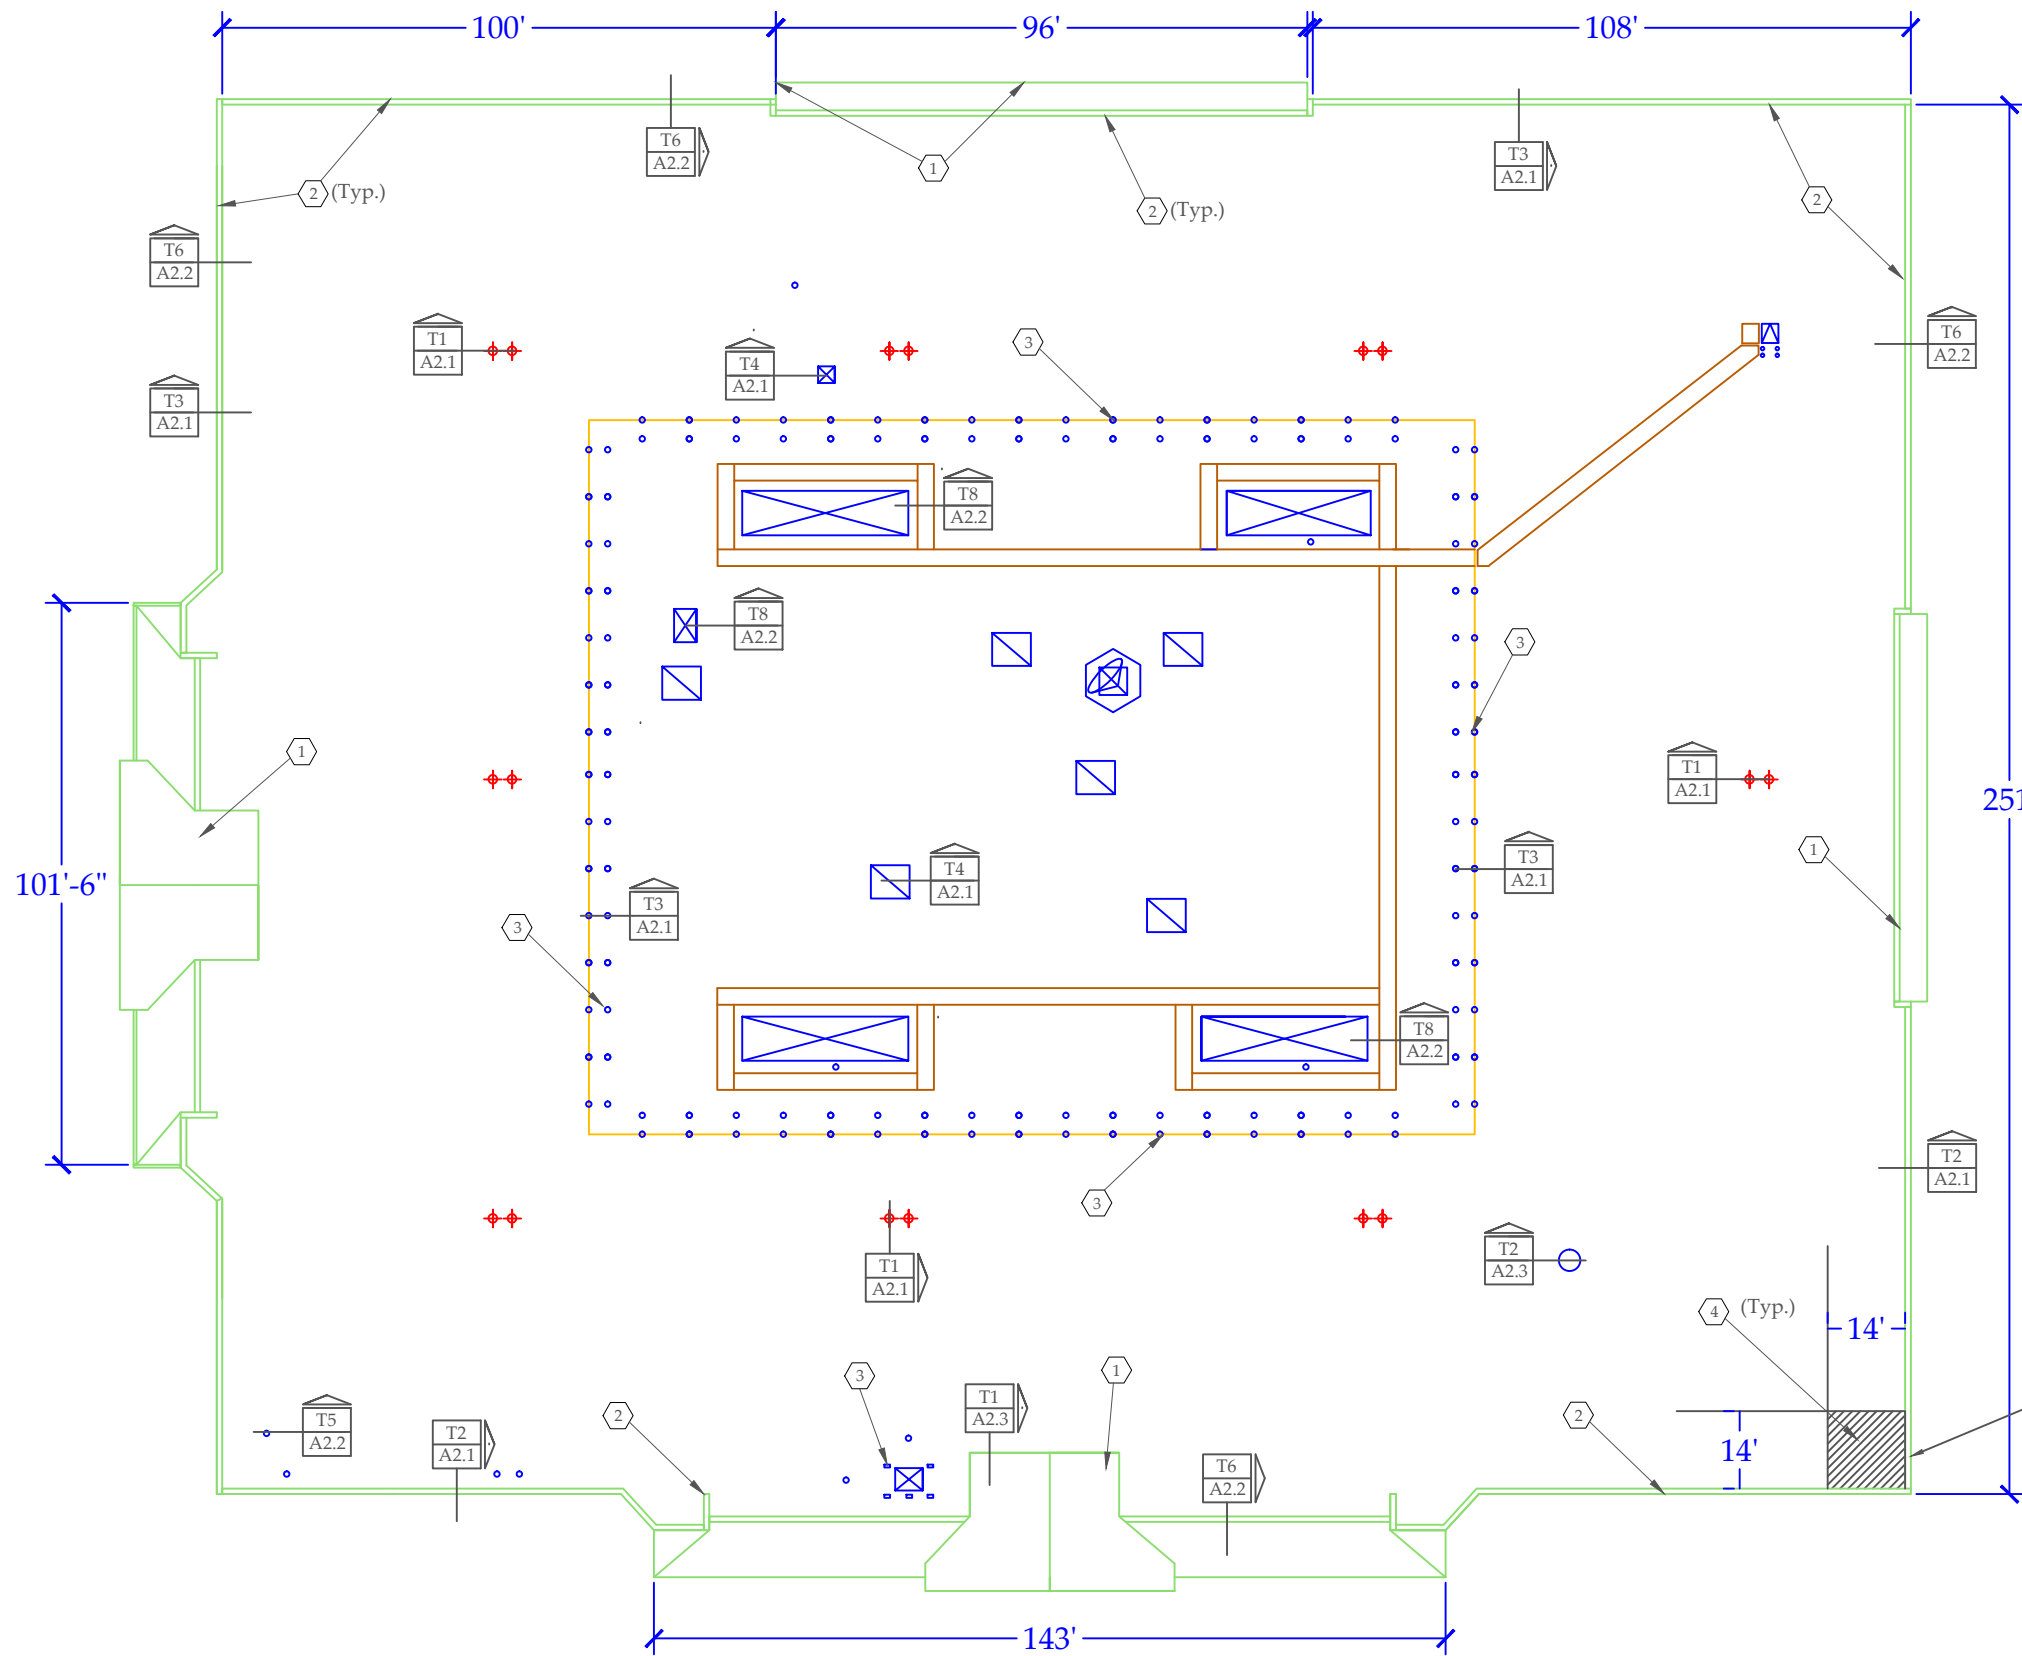 100'
96'
108'
T6
A2.2
T3
A2.1
1
2 (Typ.)
2 (Typ.)
2
T6
A2.2
T1
A2.1
T4
A2.1
3
T6
A2.2
T3
A2.1
T8
A2.2
T8
A2.2
3
1
T1
A2.1
251
1
101'-6"
T4
A2.1
T3
A2.1
T3
A2.1
3
T8
A2.2
T2
A2.1
3
T1
A2.1
T2
A2.3
4 (Typ.)
14'
3
1
T5
A2.2
T2
A2.1
2
T1
A2.3
2
14'
T6
A2.2
143'